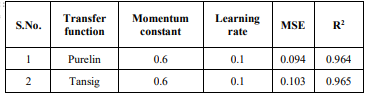 S.No. Transfer function Momentum constant Learning rate MSE R²
1 Purelin 0.6 0.1 0.094 0.964
2 Tansig 0.6 0.1 0.103 0.965